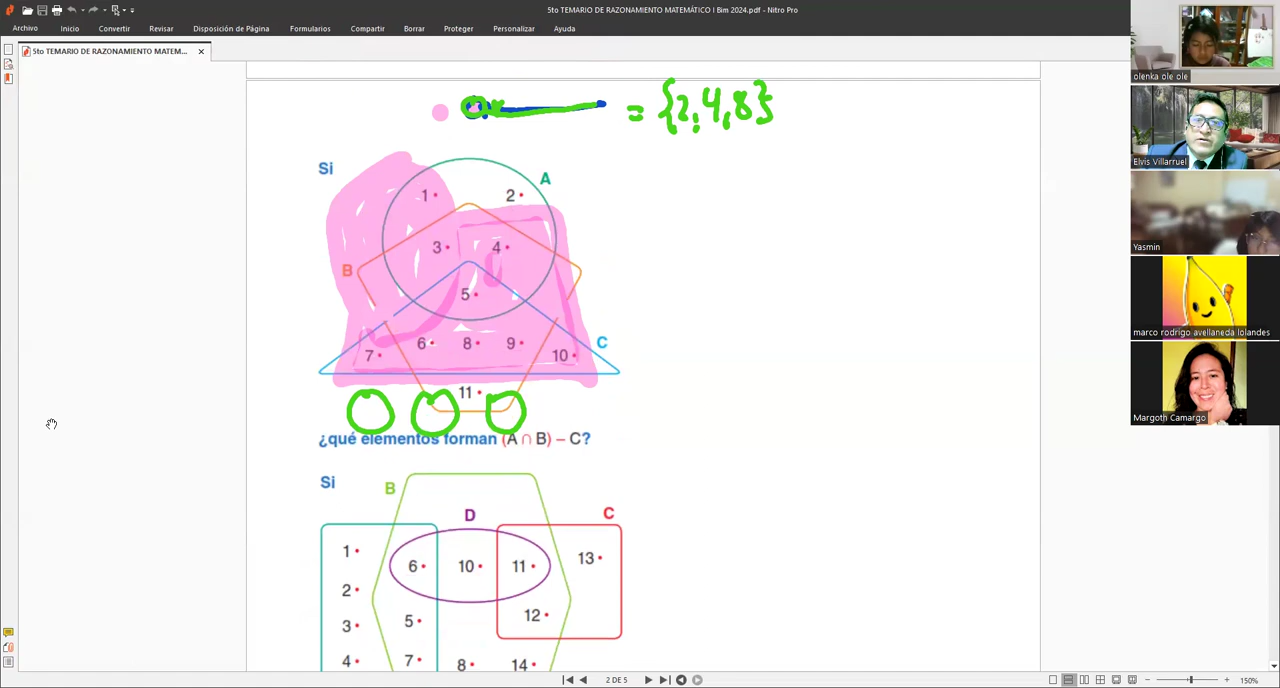 5to TEMARIO DE RAZONAMIENTO MATEMÁTICO I Bim 2024.pdf - Nitro Pro
Archivo Inicio Convertir Revisar Disposición de Página Formularios Compartir Borrar Proteger Personalizar Ayuda
5to TEMARIO DE RAZONAMIENTO MATEM... ×
= {2,4,8}
Si
A
1 2
3 4
B
5
6 8 9
C
7 10
11
¿qué elementos forman (A ∩ B) – C?
Si
B
D
C
1
6 10 11 13
2
12
3 5
4 7 8 14
olenka ole ole
Elvis Villarruel
Yasmin
marco rodrigo avellaneda lolandes
Margoth Camargo
2 DE 5
150%